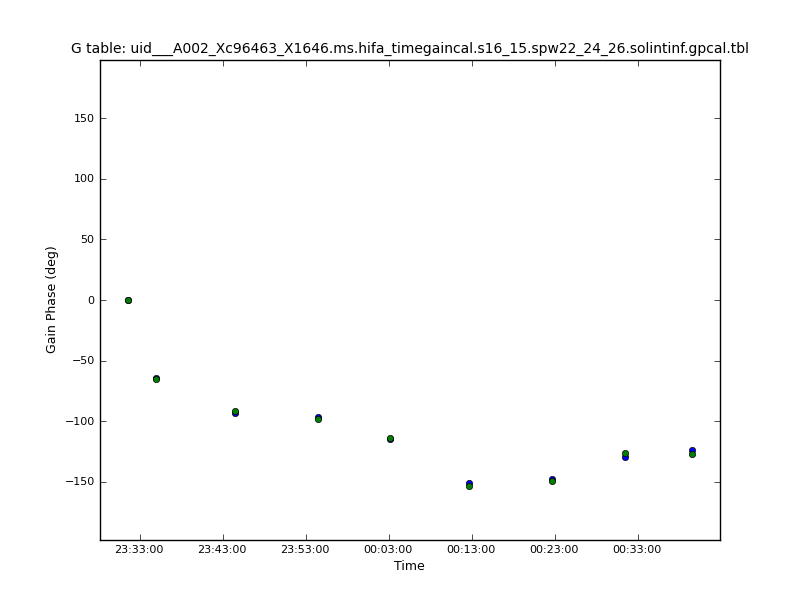 G table: uid___A002_Xc96463_X1646.ms.hifa_timegaincal.s16_15.spw22_24_26.solintinf.gpcal.tbl
150
100
50
0
−50
−100
−150
Gain Phase (deg)
23:33:00 23:43:00 23:53:00 00:03:00 00:13:00 00:23:00 00:33:00
Time